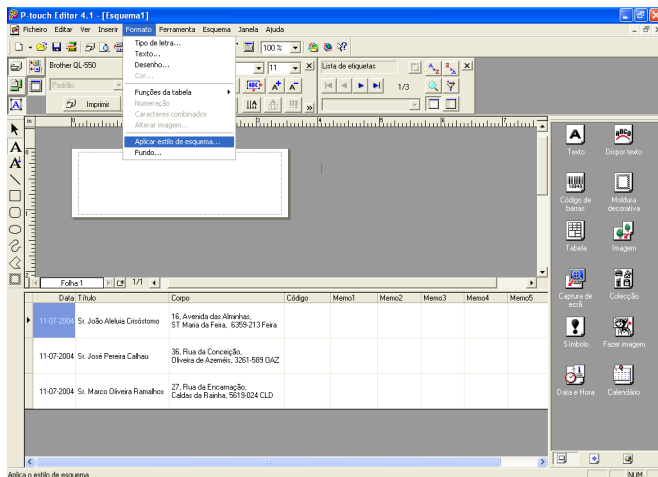 P-touch Editor 4.1 - [Esquema1]
Ficheiro Editar Ver Inserir Formato Ferramenta Esquema Janela Ajuda
100 %
Tipo de letra...
Texto...
Desenho...
Cor...
Funções da tabela
Numeração
Caracteres combinados
Alterar imagem...
Aplicar estilo de esquema...
Fundo...
Brother QL-550
Padrão
Imprimir
11
Lista de etiquetas
1/3
in
Folha 1
1/1
Data Título Corpo Código Memo1 Memo2 Memo3 Memo4 Memo5
11-07-2004 Sr. João Aleluia Crisóstomo 16, Avenida das Alminhas,
ST Maria da Feira, 6359-213 Feira
11-07-2004 Sr. José Pereira Calhau 36, Rua da Conceição,
Oliveira de Azeméis, 3261-589 OAZ
11-07-2004 Sr. Marco Oliveira Ramalhos 27, Rua da Encarnação,
Caldas da Rainha, 5619-024 CLD
Texto
Dispor texto
Código de barras
Moldura decorativa
Tabela
Imagem
Captura de ecrã
Colecção
Símbolo
Fazer imagem
Data e Hora
Calendário
Aplica o estilo de esquema
NUM